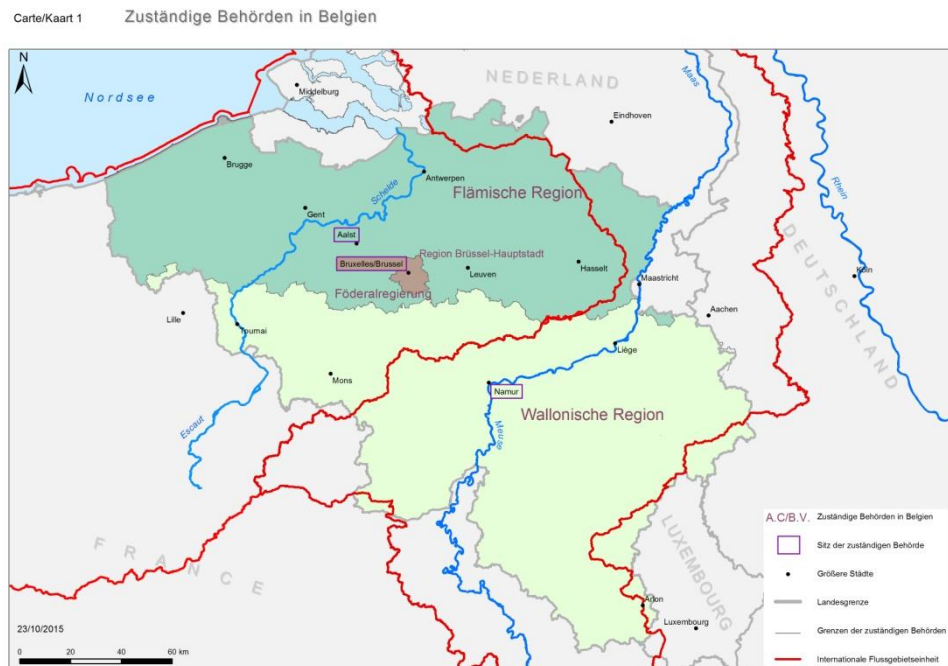 Carte/Kaart 1
Zuständige Behörden in Belgien
N
NEDERLAND
Maas
Middelburg
Nordsee
Eindhoven
Brugge
Antwerpen
Schelde
Flämische Region
Rhein
Gent
Aalst
Region Brüssel-Hauptstadt
DEUTSCHLAND
Bruxelles/Brussel
Leuven
Hasselt
Maastricht
Köln
Föderalregierung
Lille
Tournai
Aachen
Liége
Mons
Namur
Wallonische Region
Escaut
Meuse
FRANCE
LUXEMBOURG
Arlon
Luxembourg
A.C/B.V. Zuständige Behörden in Belgien
Sitz der zuständigen Behörde
Größere Städte
Landesgrenze
Grenzen der zuständigen Behörden
Internationale Flussgebietseinheit
23/10/2015
0 20 40 60 km